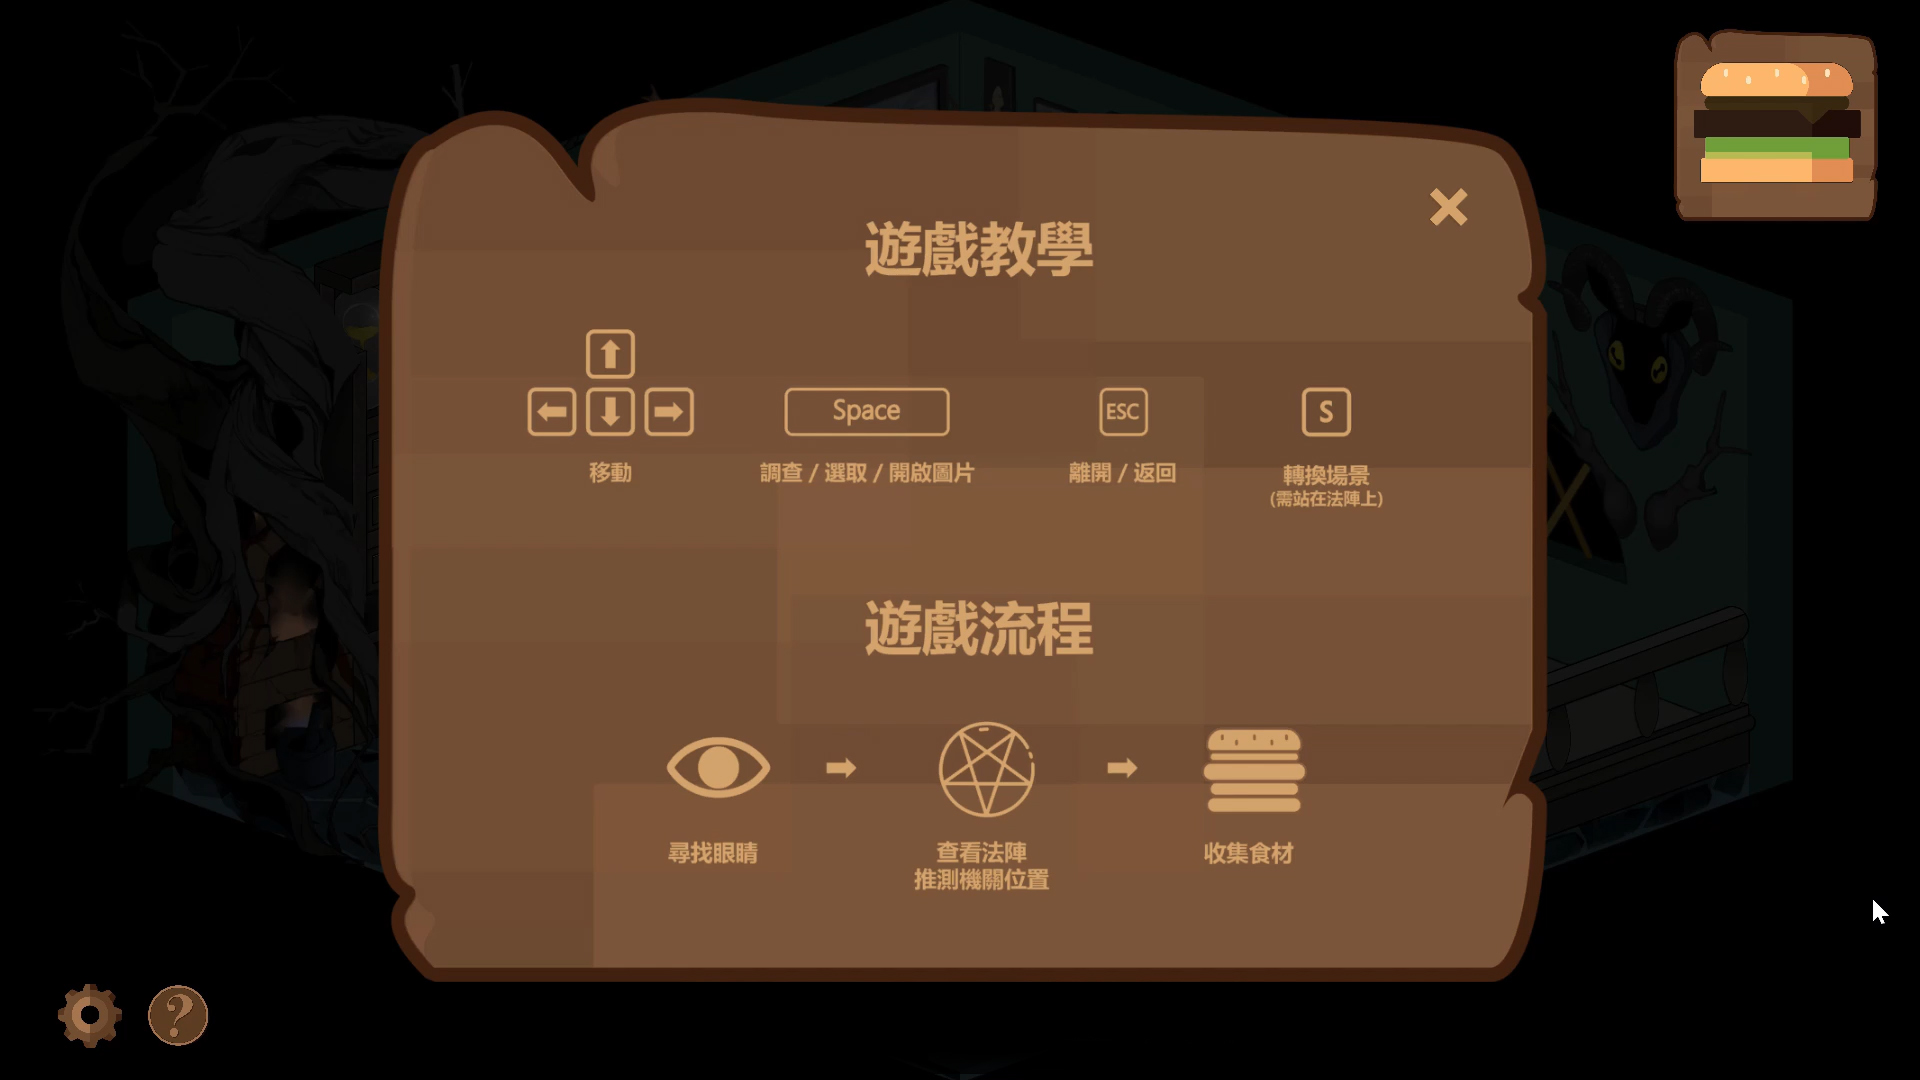 遊戲教學
Space
ESC
S
移動
調查 / 選取 / 開啟圖片
離開 / 返回
轉換場景
(需站在法陣上)
遊戲流程
尋找眼睛
查看法陣
推測機關位置
收集食材
?